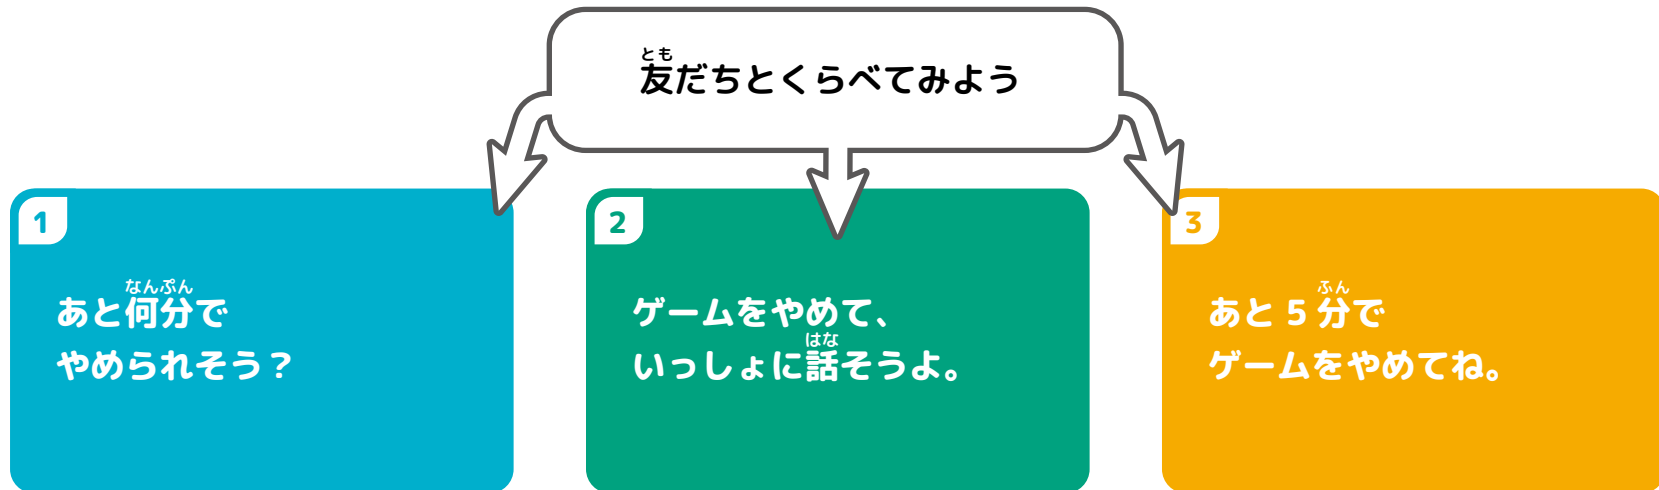 とも
友だちとくらべてみよう
1
なんぷん
あと何分で
やめられそう？
2
ゲームをやめて、
はな
いっしょに話そうよ。
3
ふん
あと5分で
ゲームをやめてね。